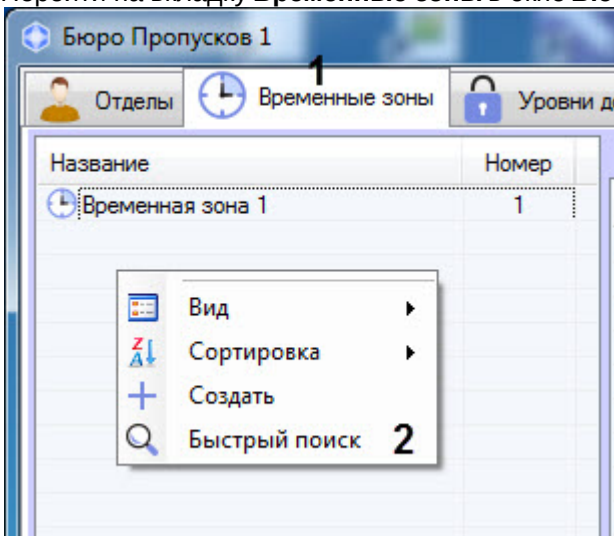 Бюро Пропусков 1
1
Отделы Временные зоны Уровни
Название Номер
Временная зона 1 1
Вид
Сортировка
Создать
Быстрый поиск 2